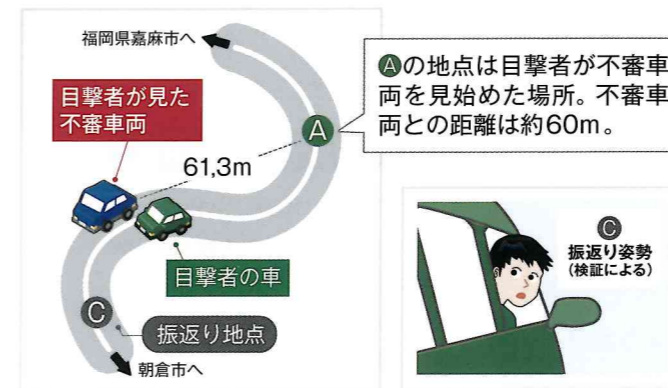 福岡県嘉麻市へ
目撃者が見た
不審車両
Ⓐの地点は目撃者が不審車
両を見始めた場所。不審車
両との距離は約60m。
A
61,3m
目撃者の車
C
振返り地点
朝倉市へ
C
振返り姿勢
(検証による)